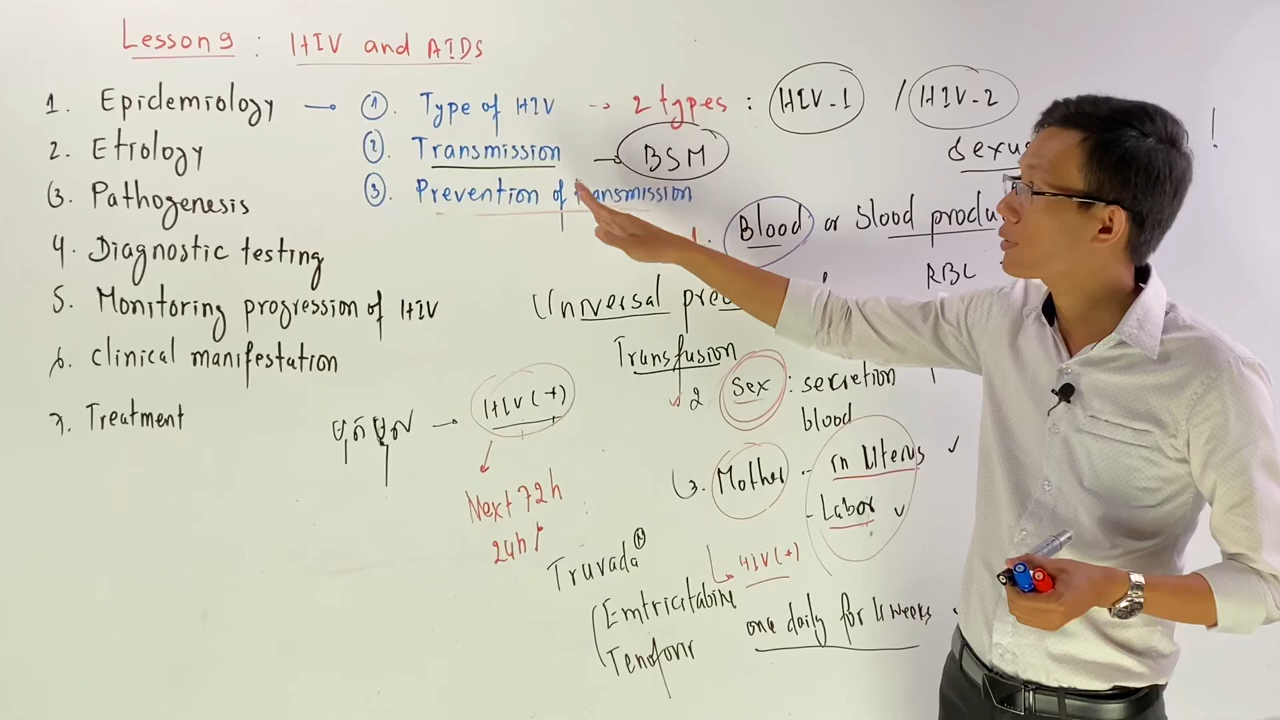 Lesson 9 : HIV and AIDS
1. Epidemiology → ①. Type of HIV → 2 types : HIV-1 / HIV-2 !
2. Etiology ②. Transmission → BSM
3. Pathogenesis ③. Prevention of transmission
4. Diagnostic testing
5. Monitoring progression of HIV
6. Clinical manifestation
7. Treatment
Blood or blood
RBC
Universal
Transfusion
2 Sex : secretion
blood
3. Mother - in Uterus ✓
- Labor ✓
HIV(+)
HIV(+)
Next 72h
24h
Truvada
Emtricitabine
Tenofovir
one daily for 4 weeks